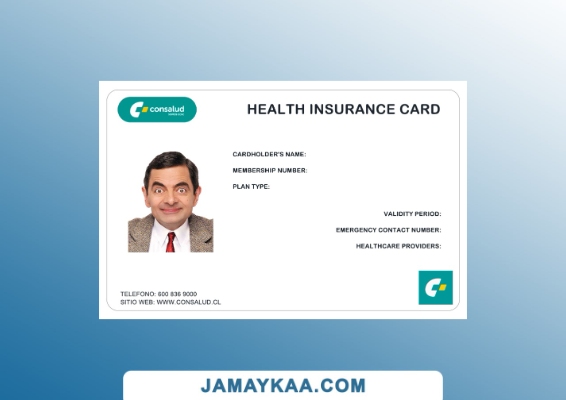 consalud
HEALTH INSURANCE CARD
CARDHOLDER'S NAME:
MEMBERSHIP NUMBER:
PLAN TYPE:
VALIDITY PERIOD:
EMERGENCY CONTACT NUMBER:
HEALTHCARE PROVIDERS:
TELEFONO: 600 836 9000
SITIO WEB: WWW.CONSALUD.CL
JAMAYKAA.COM